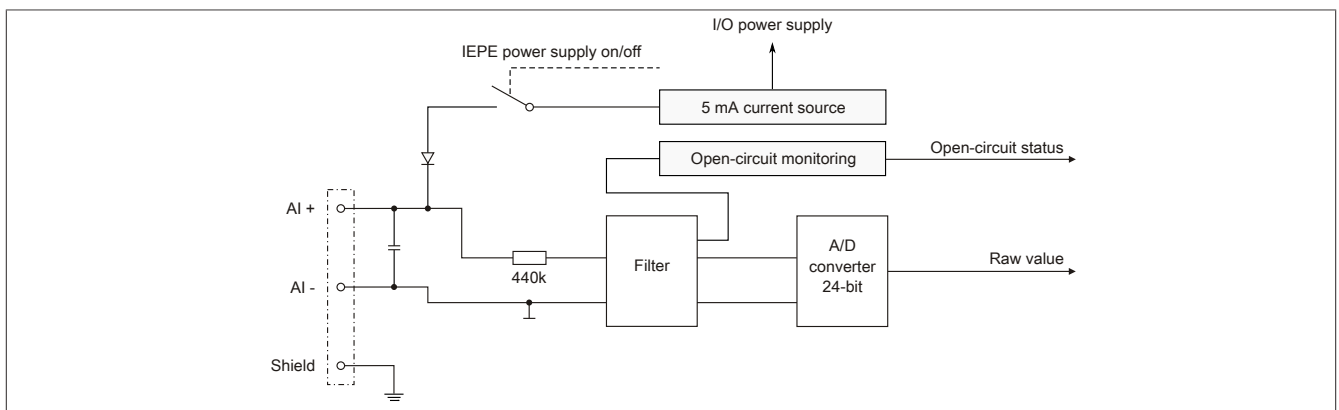 I/O power supply
IEPE power supply on/off
5 mA current source
Open-circuit monitoring
Open-circuit status
AI +
A/D
converter
24-bit
Filter
Raw value
440k
AI -
Shield